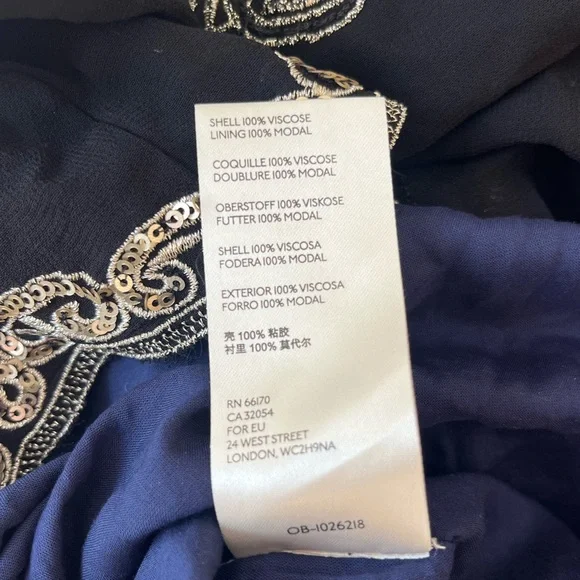 SHELL 100% VISCOSE
LINING 100% MODAL
COQUILLE 100% VISCOSE
DOUBLURE 100% MODAL
OBERSTOFF 100% VISKOSE
FUTTER 100% MODAL
SHELL 100% VISCOSA
FODERA 100% MODAL
EXTERIOR 100% VISCOSA
FORRO 100% MODAL
亮 100% 粘胶
衬里 100% 莫代尔
RN 66170
CA 32054
FOR EU
24 WEST STREET
LONDON, WC2H9NA
OB-1026218